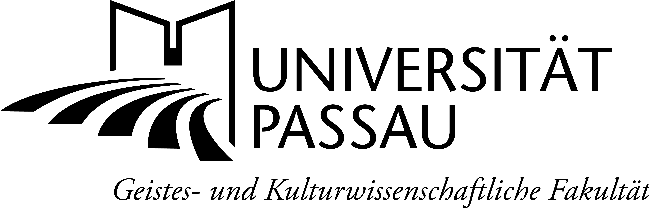 UNIVERSITÄT
PASSAU
Geistes- und Kulturwissenschaftliche Fakultät